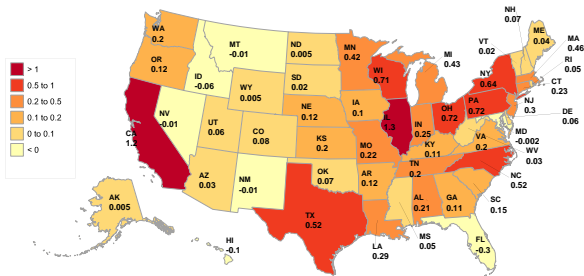 NH
0.07
WA
0.2
ME
0.04
VT
0.02
MA
0.46
MT
-0.01
ND
0.005
MN
0.42
MI
0.43
RI
0.05
OR
0.12
ID
-0.06
SD
0.02
WI
0.71
NY
0.64
CT
0.23
> 1
0.5 to 1
0.2 to 0.5
0.1 to 0.2
0 to 0.1
< 0
WY
0.005
NJ
0.3
DE
0.06
NV
-0.01
NE
0.12
IA
0.1
IL
1.3
IN
0.25
OH
0.72
PA
0.72
MD
-0.002
CA
1.2
UT
0.06
CO
0.08
KS
0.2
MO
0.22
KY
0.11
VA
0.2
WV
0.03
AZ
0.03
NM
-0.01
OK
0.07
AR
0.12
TN
0.2
NC
0.52
AK
0.005
TX
0.52
AL
0.21
GA
0.11
SC
0.15
HI
-0.1
LA
0.29
MS
0.05
FL
-0.3